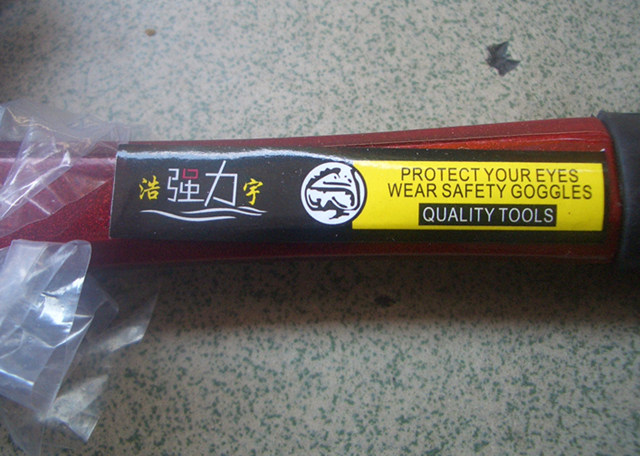 浩强力宇
PROTECT YOUR EYES
WEAR SAFETY GOGGLES
QUALITY TOOLS